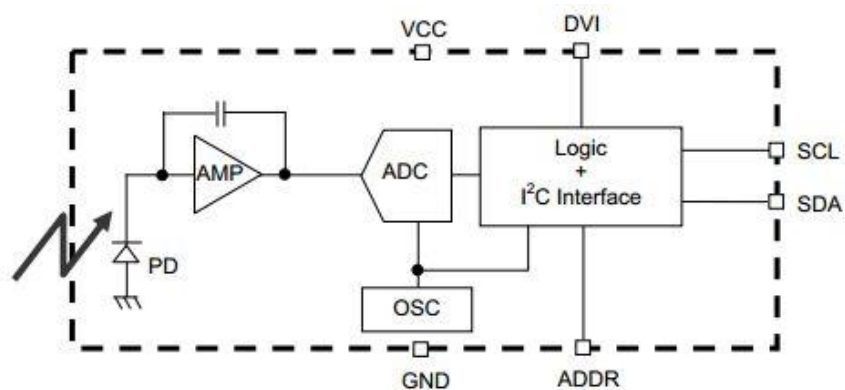 VCC
DVI
AMP
ADC
Logic
+
I²C Interface
SCL
SDA
PD
OSC
GND
ADDR